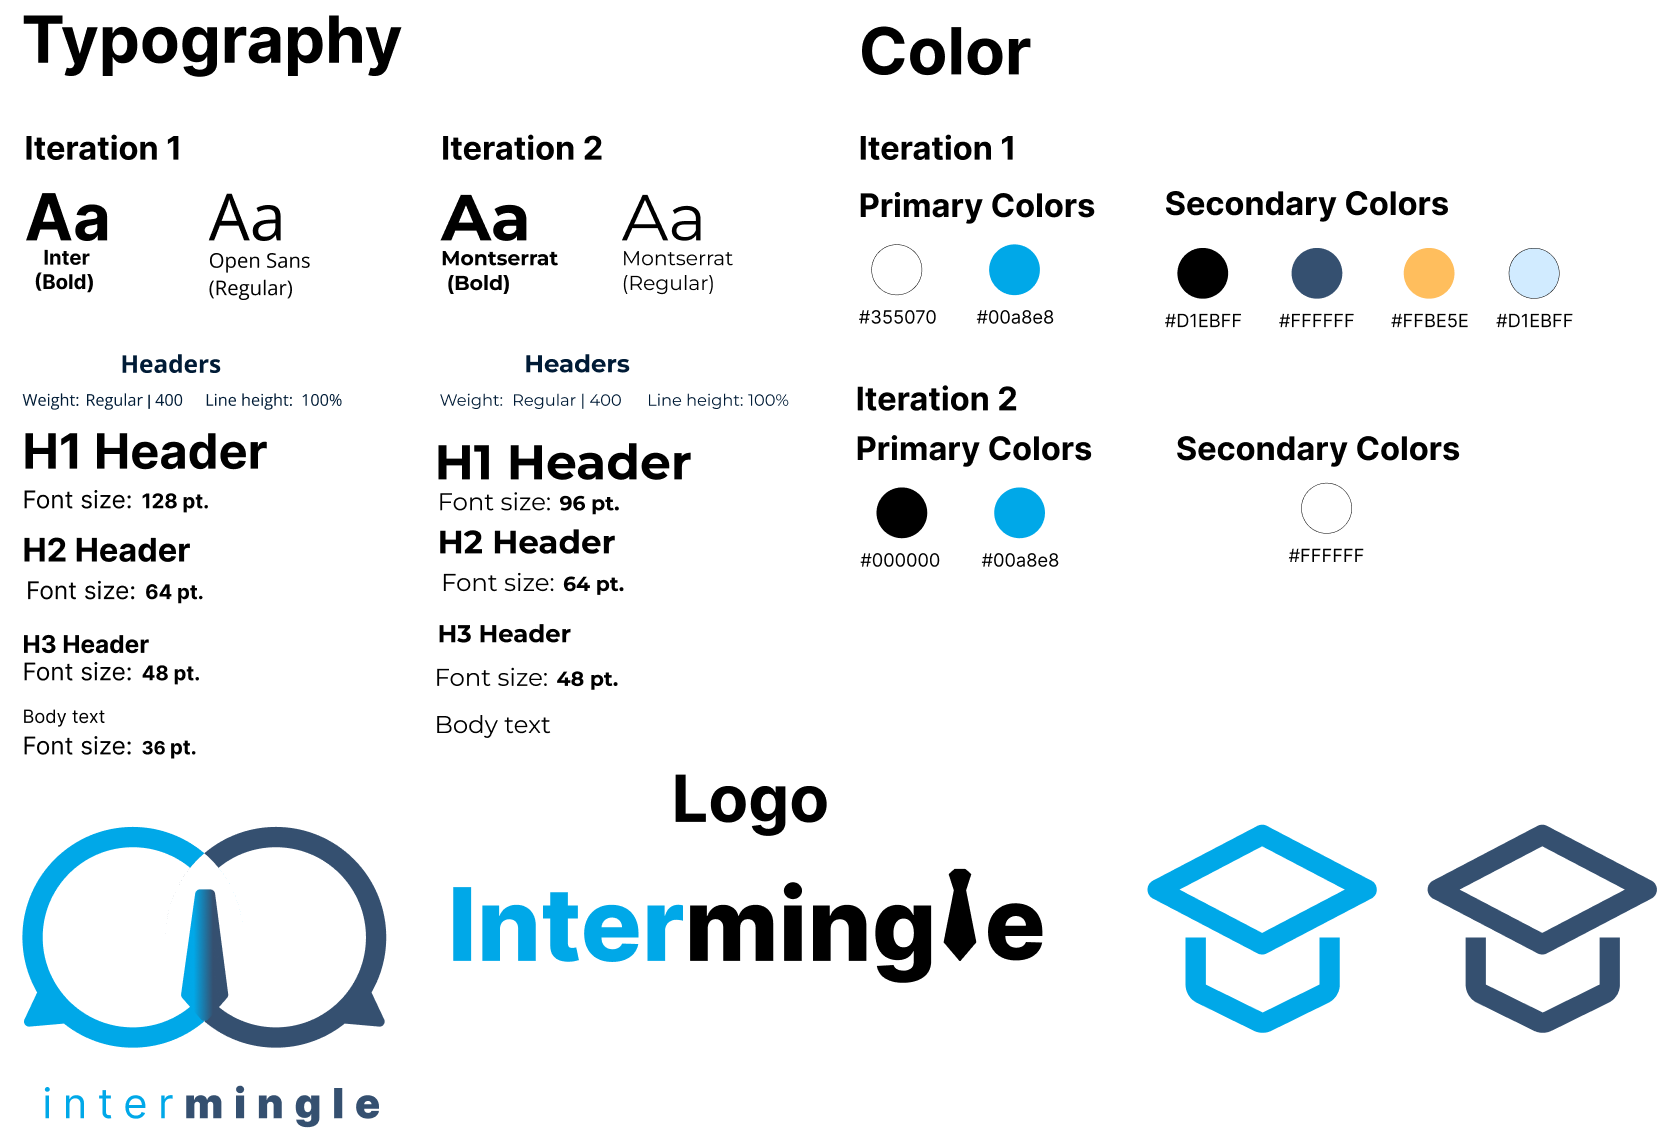 Typography
Iteration 1
Aa
Inter
(Bold)
Aa
Open Sans
(Regular)
Headers
Weight: Regular | 400 Line height: 100%
H1 Header
Font size: 128 pt.
H2 Header
Font size: 64 pt.
H3 Header
Font size: 48 pt.
Body text
Font size: 36 pt.
Iteration 2
Aa
Montserrat
(Bold)
Aa
Montserrat
(Regular)
Headers
Weight: Regular | 400 Line height: 100%
H1 Header
Font size: 96 pt.
H2 Header
Font size: 64 pt.
H3 Header
Font size: 48 pt.
Body text
Color
Iteration 1
Primary Colors
#355070 #00a8e8
Secondary Colors
#D1EBFF #FFFFFF #FFBE5E #D1EBFF
Iteration 2
Primary Colors
#000000 #00a8e8
Secondary Colors
#FFFFFF
Logo
intermingle
Intermingle